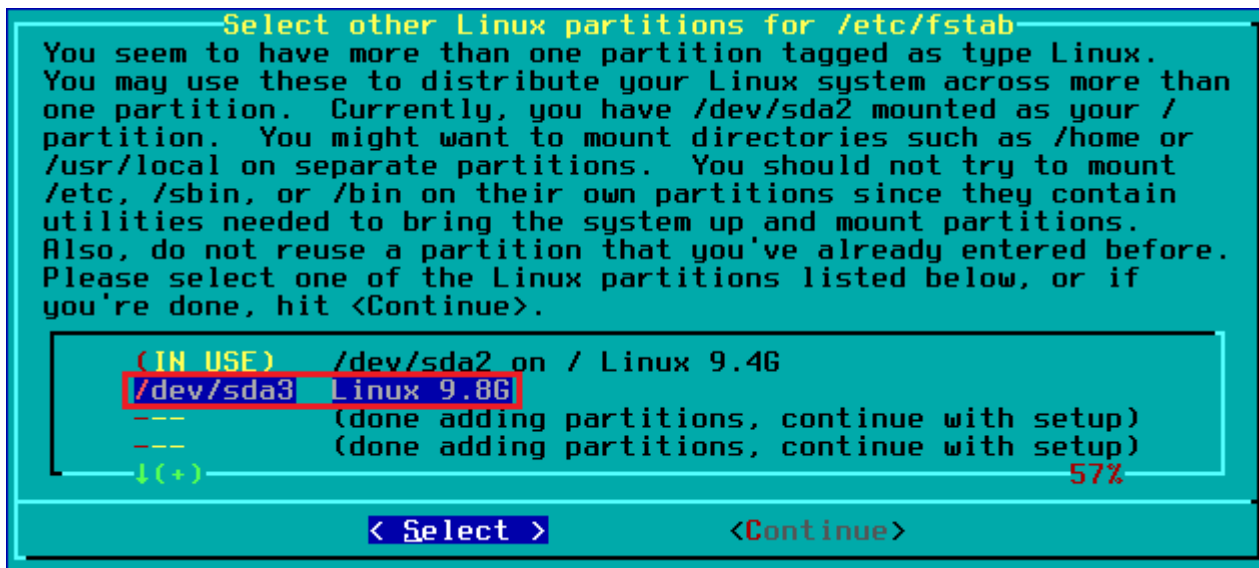 Select other Linux partitions for /etc/fstab
You seem to have more than one partition tagged as type Linux.
You may use these to distribute your Linux system across more than
one partition.  Currently, you have /dev/sda2 mounted as your /
partition.  You might want to mount directories such as /home or
/usr/local on separate partitions.  You should not try to mount
/etc, /sbin, or /bin on their own partitions since they contain
utilities needed to bring the system up and mount partitions.
Also, do not reuse a partition that you've already entered before.
Please select one of the Linux partitions listed below, or if
you're done, hit <Continue>.
(IN USE)   /dev/sda2 on / Linux 9.4G
/dev/sda3  Linux 9.8G
---        (done adding partitions, continue with setup)
---        (done adding partitions, continue with setup)
↓(+) 57%
< Select > <Continue>